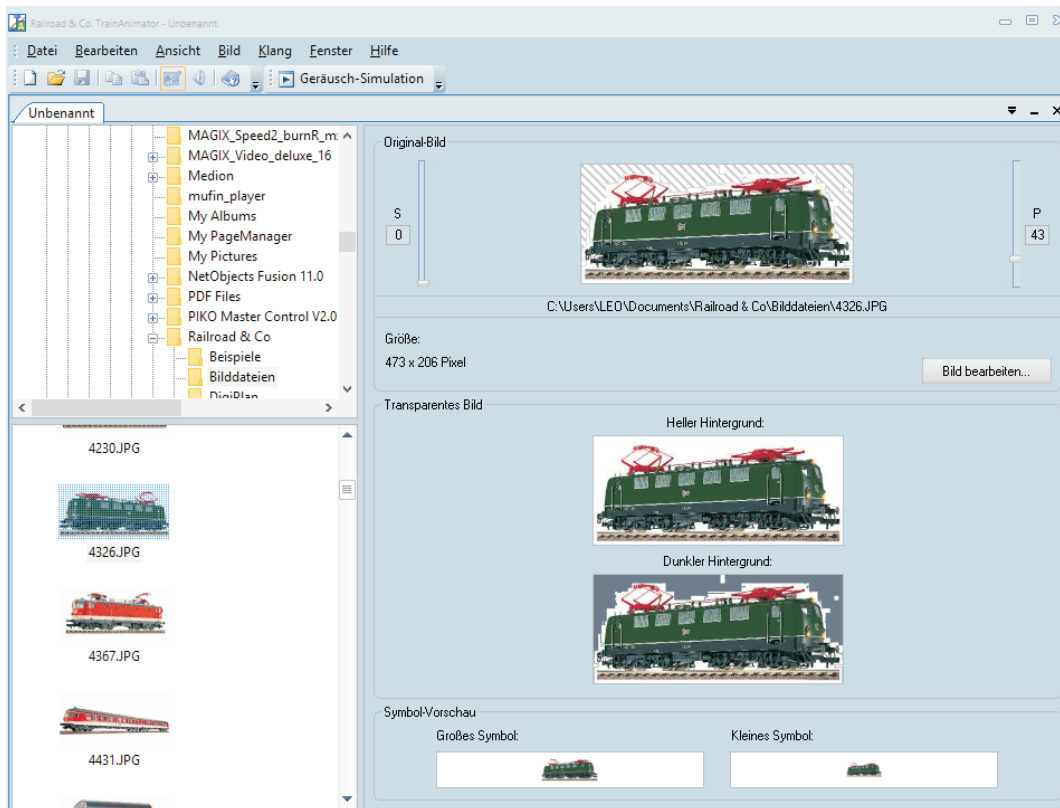 Railroad & Co. TrainAnimator - Unbenannt
Datei Bearbeiten Ansicht Bild Klang Fenster Hilfe
Geräusch-Simulation
Unbenannt
MAGIX_Speed2_burnR_m
MAGIX_Video_deluxe_16
Medion
mufin_player
My Albums
My PageManager
My Pictures
NetObjects Fusion 11.0
PDF Files
PIKO Master Control V2.0
Railroad & Co
Beispiele
Bilddateien
DigiPlan
4230.JPG
4326.JPG
4367.JPG
4431.JPG
Original-Bild
S
0
P
43
C:\Users\LEO\Documents\Railroad & Co\Bilddateien\4326.JPG
Größe:
473 x 206 Pixel
Bild bearbeiten...
Transparentes Bild
Heller Hintergrund:
Dunkler Hintergrund:
Symbol-Vorschau
Großes Symbol:
Kleines Symbol: